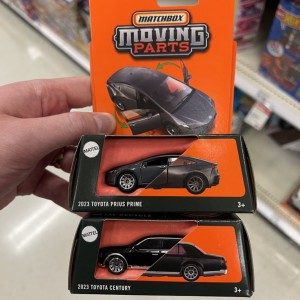 MATCHBOX
MOVING
PARTS
MATTEL
2023 TOYOTA PRIUS PRIME
3+
MATTEL
2023 TOYOTA CENTURY
3+